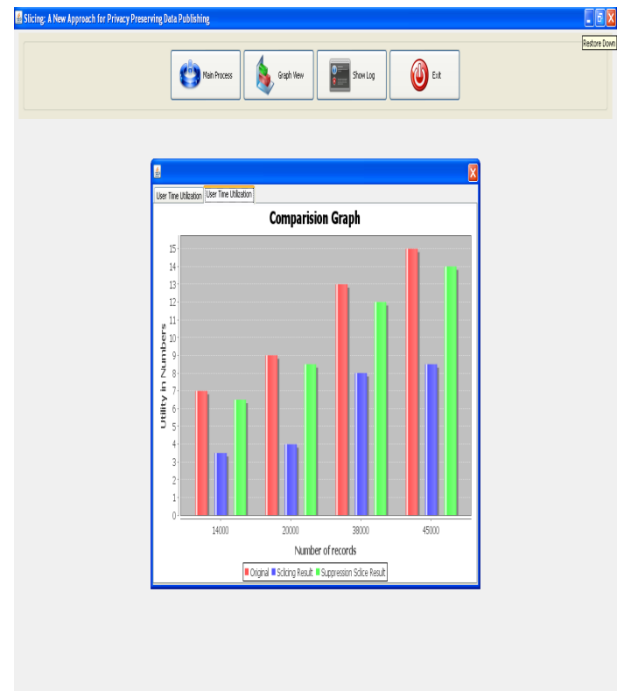 Slicing: A New Approach for Privacy Preserving Data Publishing
Restore Down
Main Process
Graph View
Show Log
Exit
User Time Utilization
User Time Utilization
Comparision Graph
Utility in Numbers
15
14
13
12
11
10
9
8
7
6
5
4
3
2
1
0
14000 20000 38000 45000
Number of records
Original Sclicing Result Suppression Sclice Result